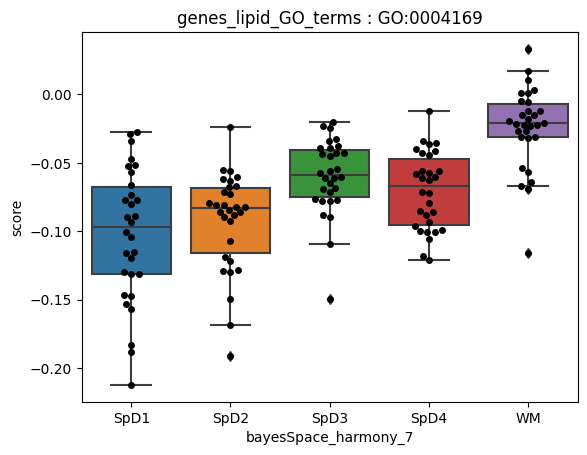 genes_lipid_GO_terms : GO:0004169
0.00
−0.05
−0.10
−0.15
−0.20
score
SpD1 SpD2 SpD3 SpD4 WM
bayesSpace_harmony_7